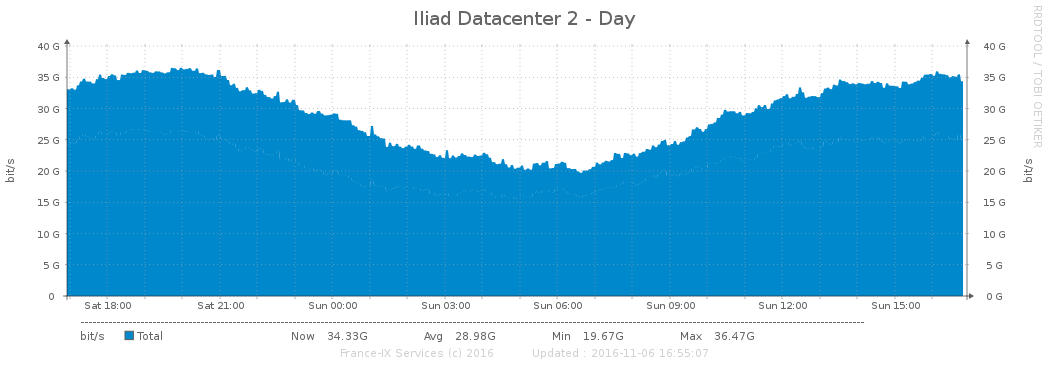 Iliad Datacenter 2 - Day
RRDTOOL / TOBI OETIKER
40 G 40 G
35 G 35 G
30 G 30 G
25 G 25 G
20 G 20 G
15 G 15 G
10 G 10 G
5 G 5 G
0 0 G
bit/s bit/s
Sat 18:00 Sat 21:00 Sun 00:00 Sun 03:00 Sun 06:00 Sun 09:00 Sun 12:00 Sun 15:00
bit/s Total Now 34.33G Avg 28.98G Min 19.67G Max 36.47G
France-IX Services (c) 2016 Updated : 2016-11-06 16:55:07